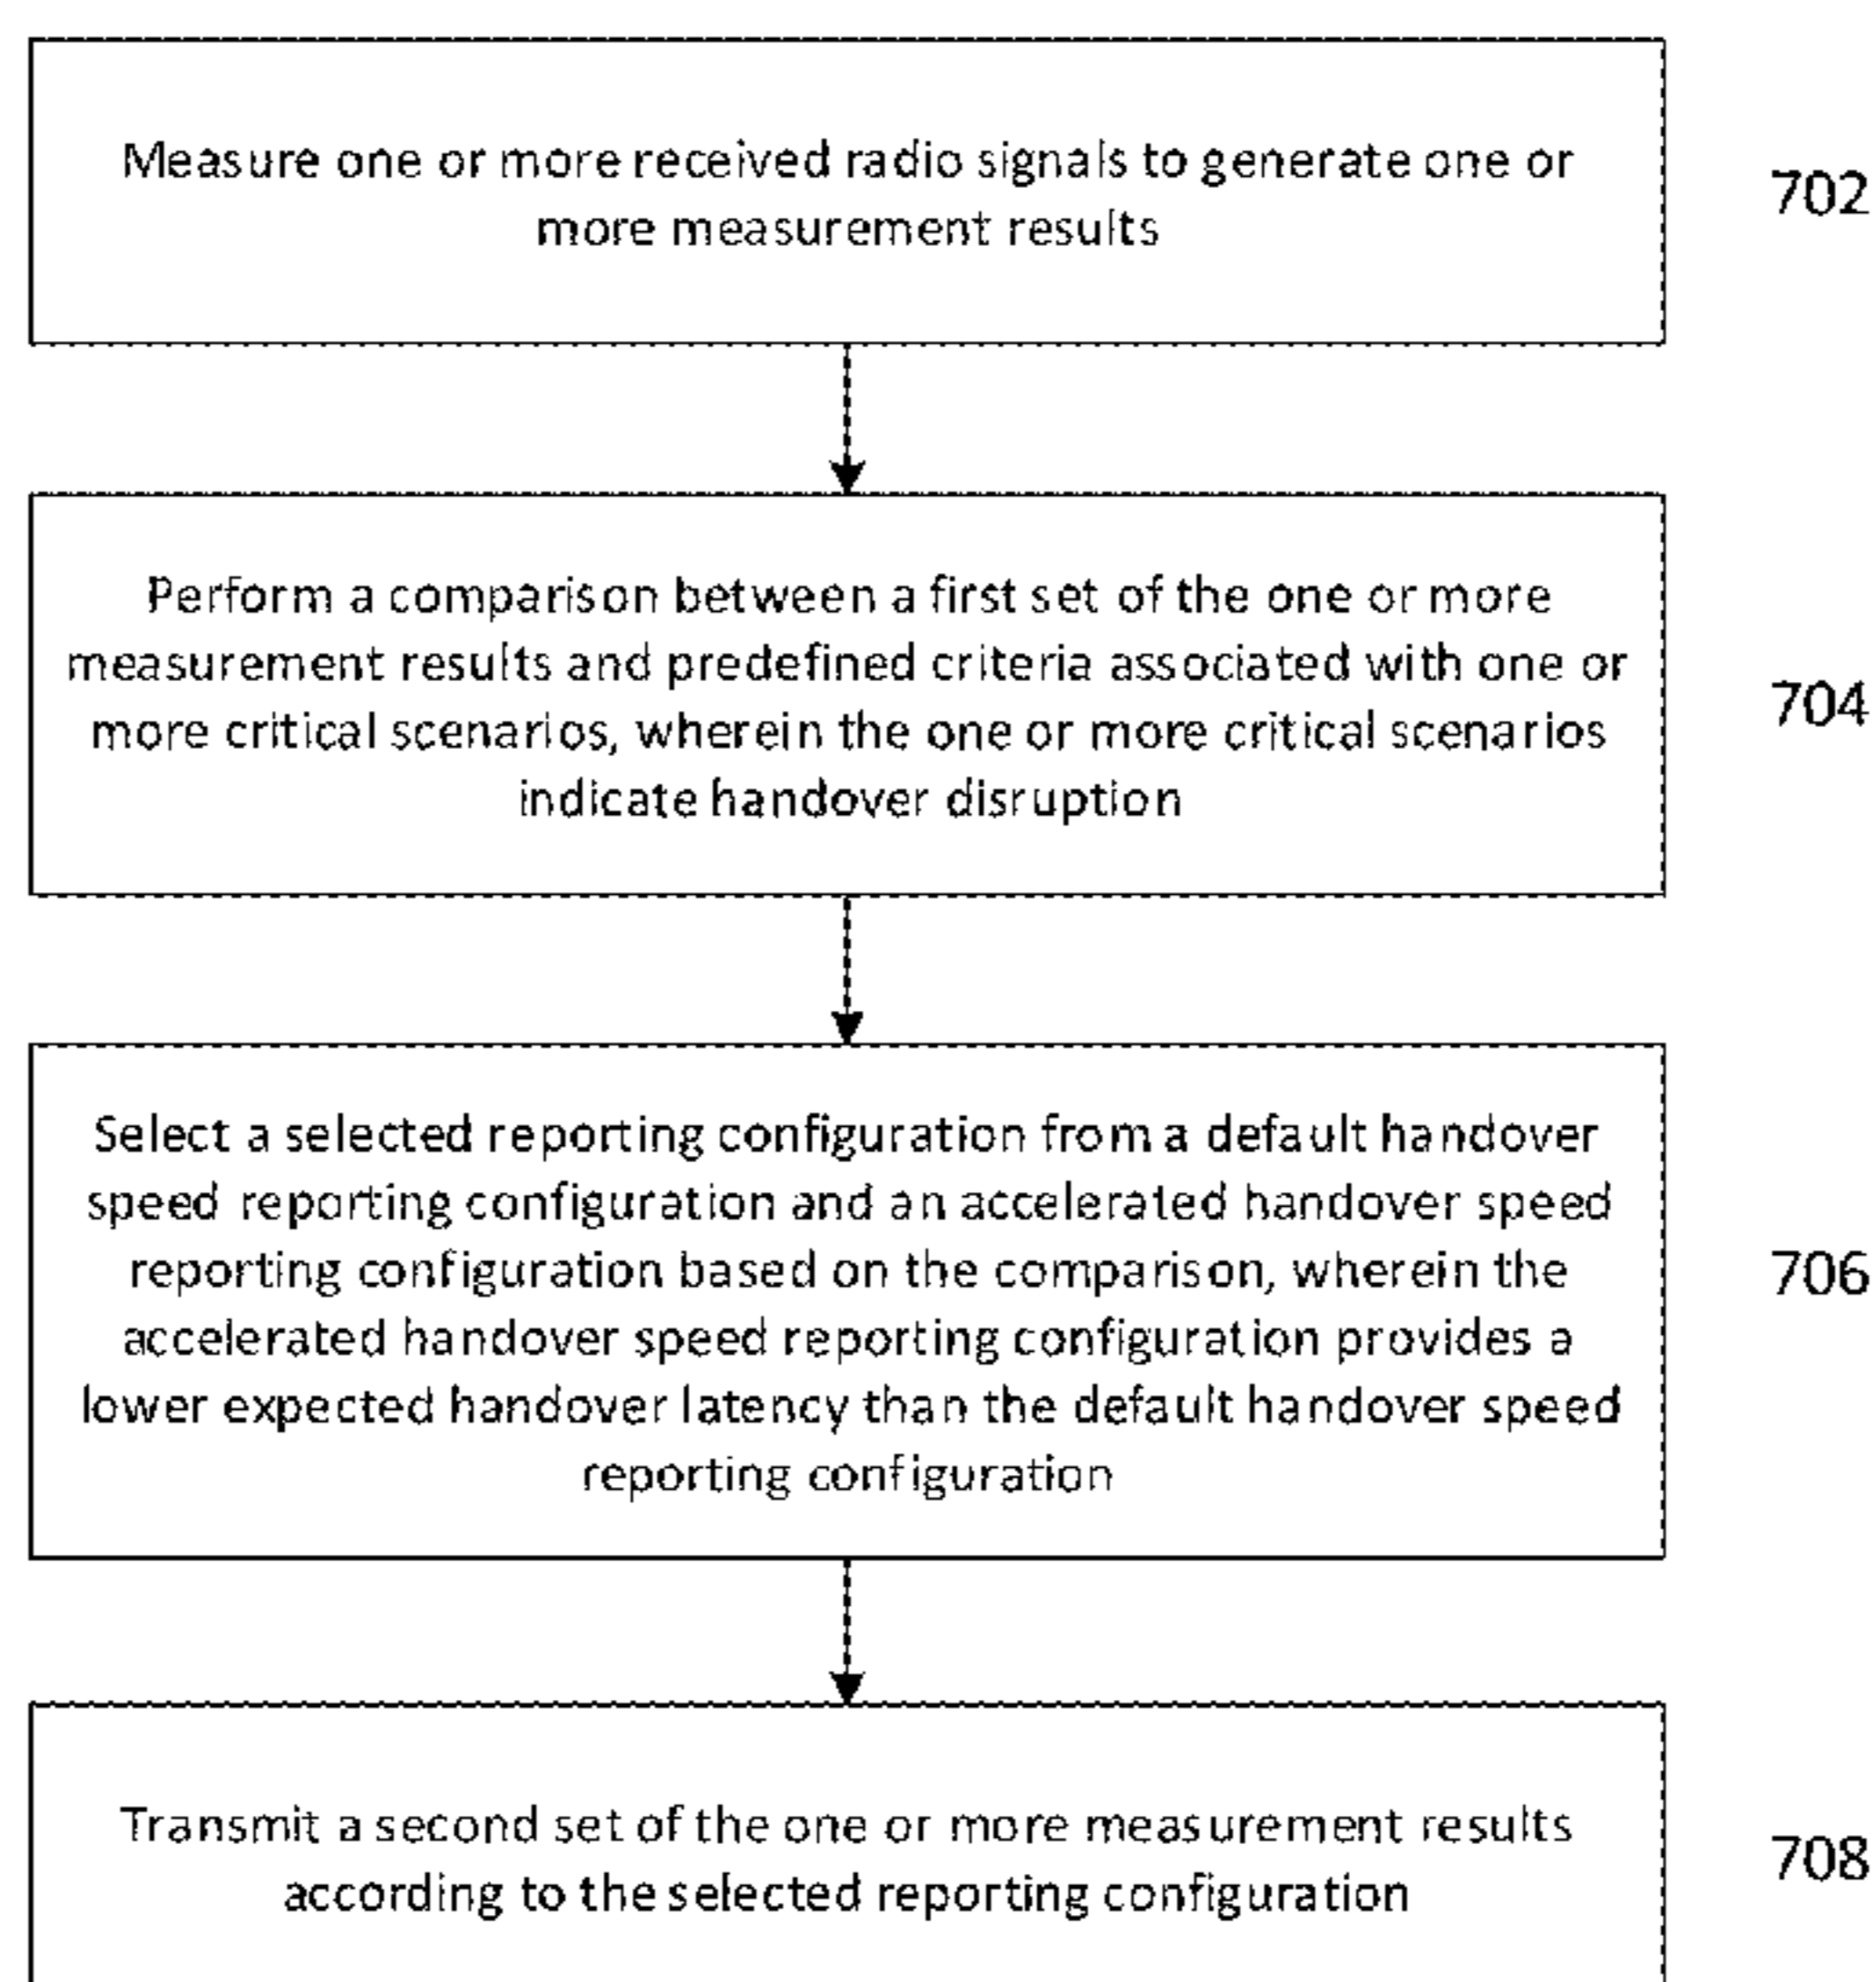 Measure one or more received radio signals to generate one or
more measurement results
702
Perform a comparison between a first set of the one or more
measurement results and predefined criteria associated with one or
more critical scenarios, wherein the one or more critical scenarios
indicate handover disruption
704
Select a selected reporting configuration from a default handover
speed reporting configuration and an accelerated handover speed
reporting configuration based on the comparison, wherein the
accelerated handover speed reporting configuration provides a
lower expected handover latency than the default handover speed
reporting configuration
706
Transmit a second set of the one or more measurement results
according to the selected reporting configuration
708